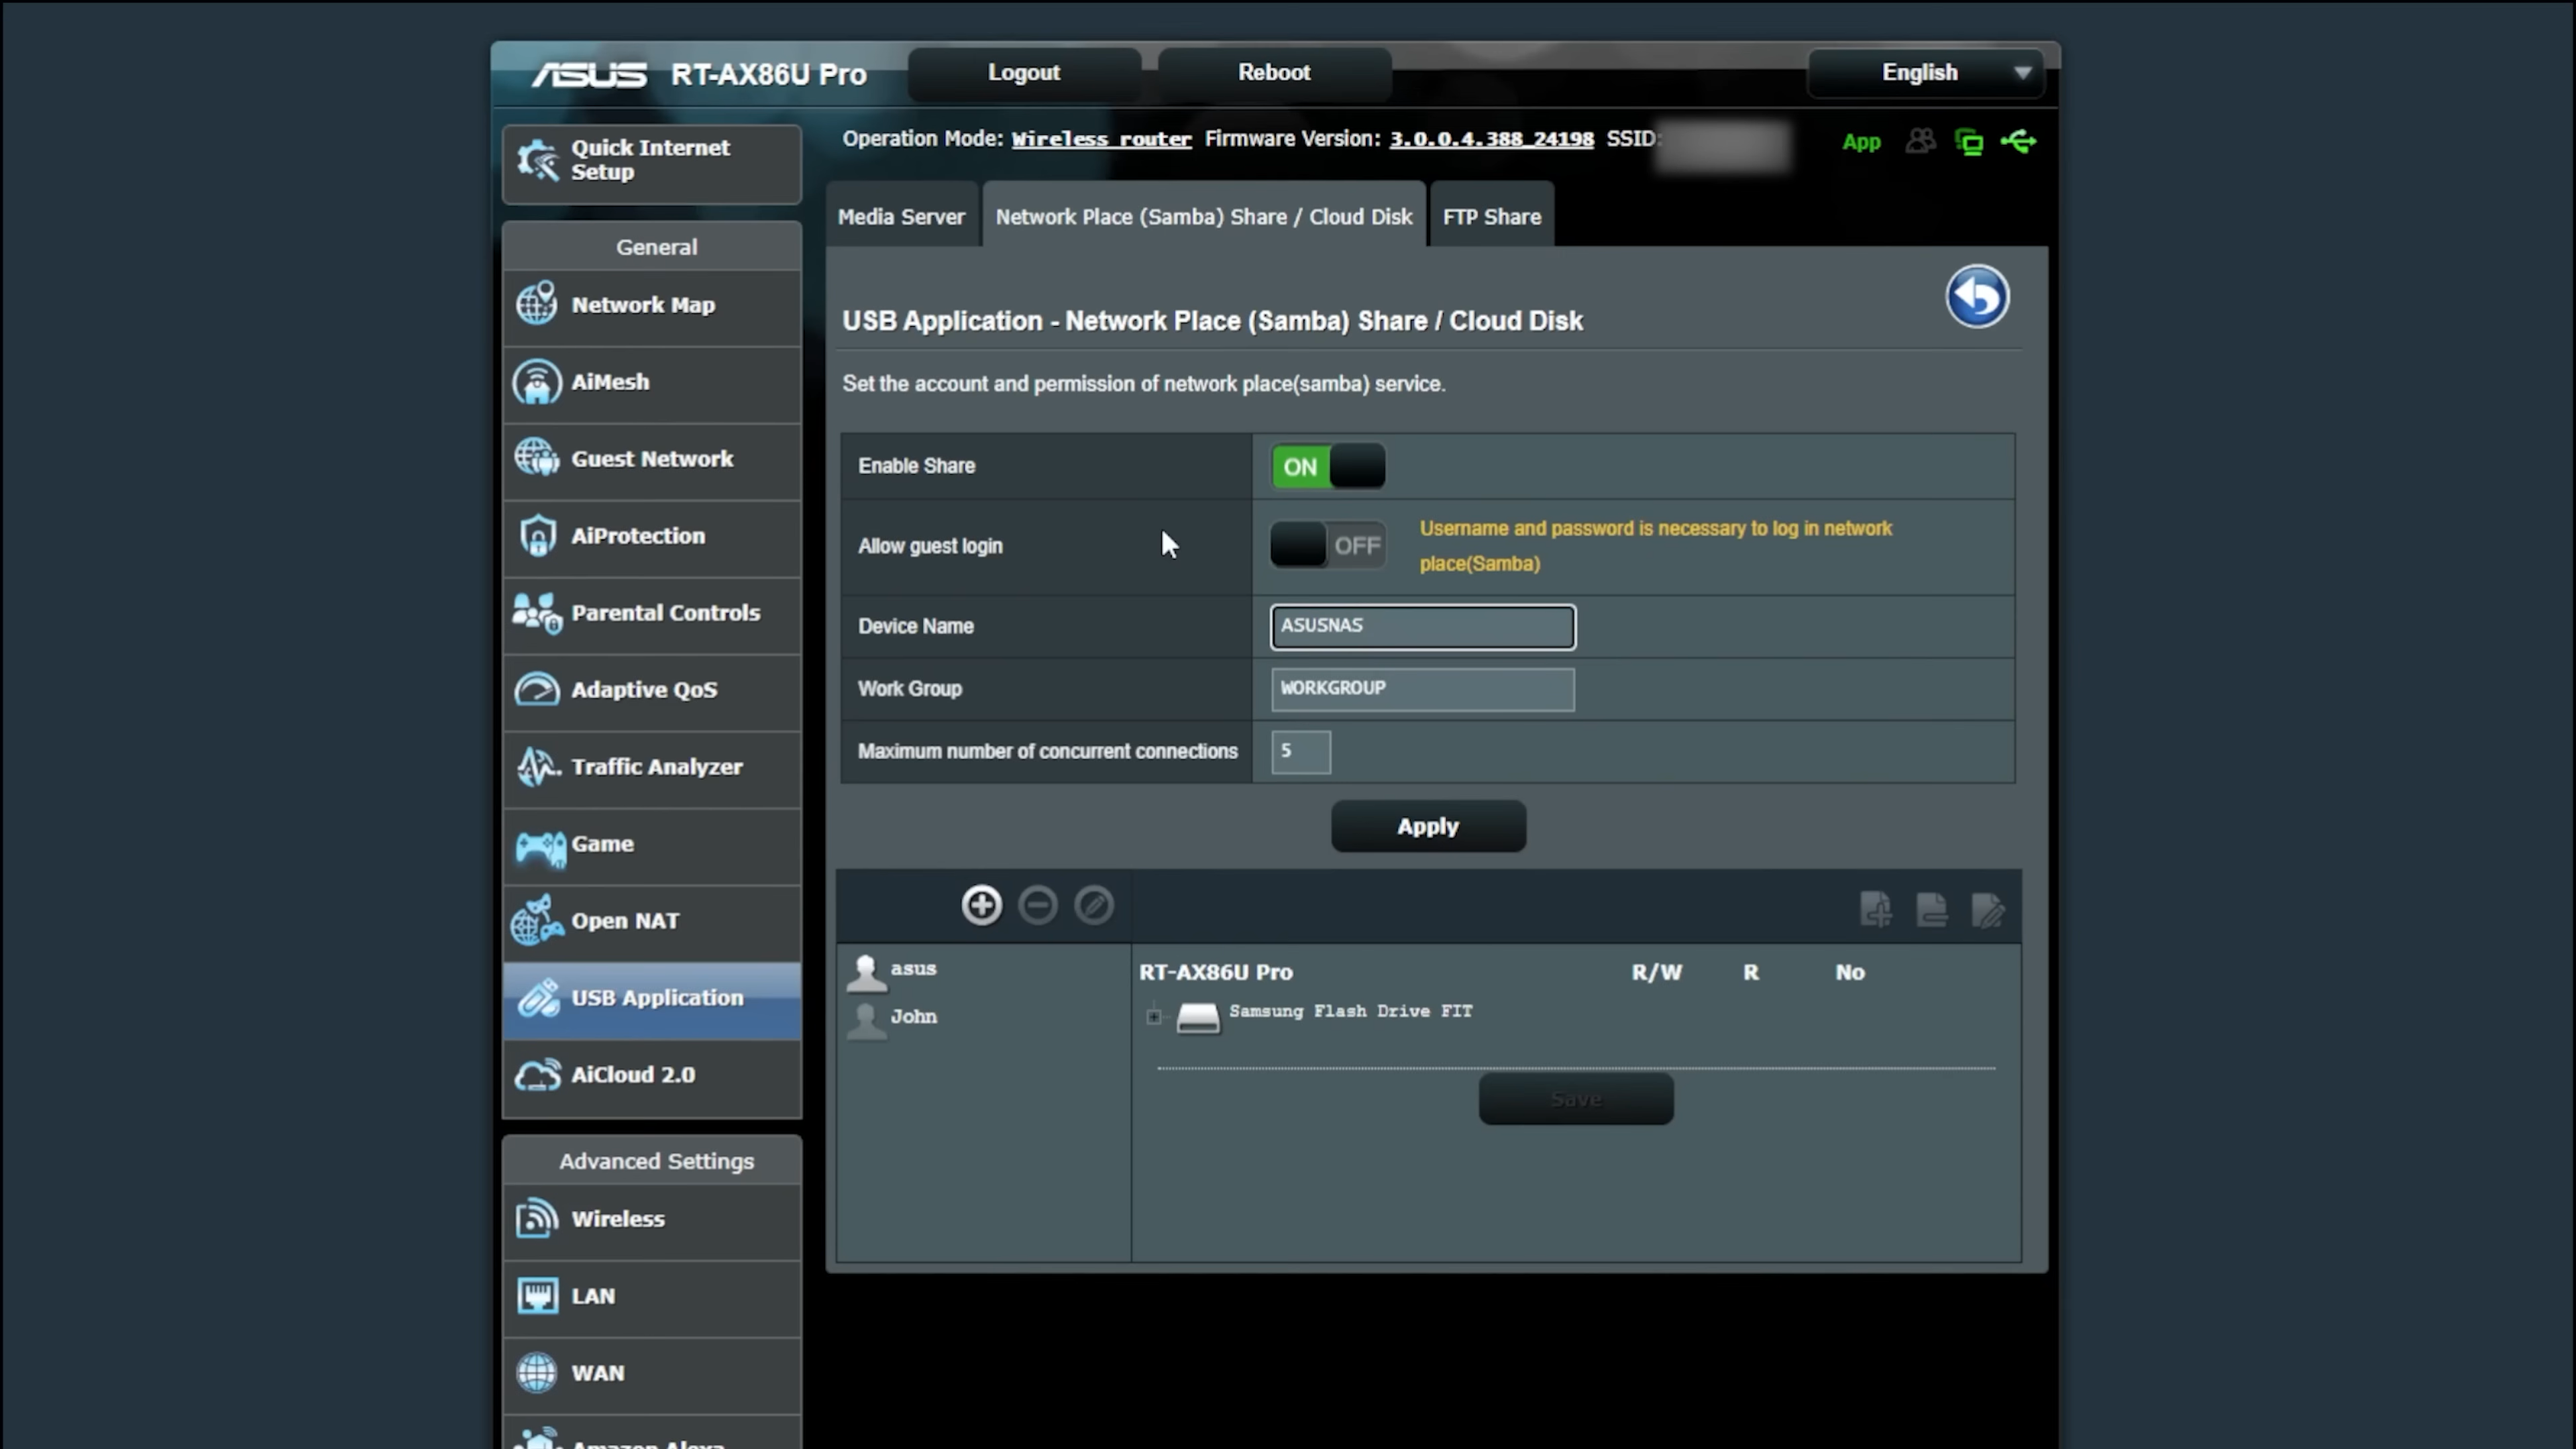 ASUS RT-AX86U Pro Logout Reboot English
Operation Mode: Wireless router Firmware Version: 3.0.0.4.388_24198 SSID: App
Quick Internet
Setup
General
Network Map
AiMesh
Guest Network
AiProtection
Parental Controls
Adaptive QoS
Traffic Analyzer
Game
Open NAT
USB Application
AiCloud 2.0
Advanced Settings
Wireless
LAN
WAN
Amazon Alexa
Media Server Network Place (Samba) Share / Cloud Disk FTP Share
USB Application - Network Place (Samba) Share / Cloud Disk
Set the account and permission of network place(samba) service.
Enable Share ON
Allow guest login OFF Username and password is necessary to log in network
place(Samba)
Device Name ASUSNAS
Work Group WORKGROUP
Maximum number of concurrent connections 5
Apply
asus
John
RT-AX86U Pro R/W R No
Samsung Flash Drive FIT
Save